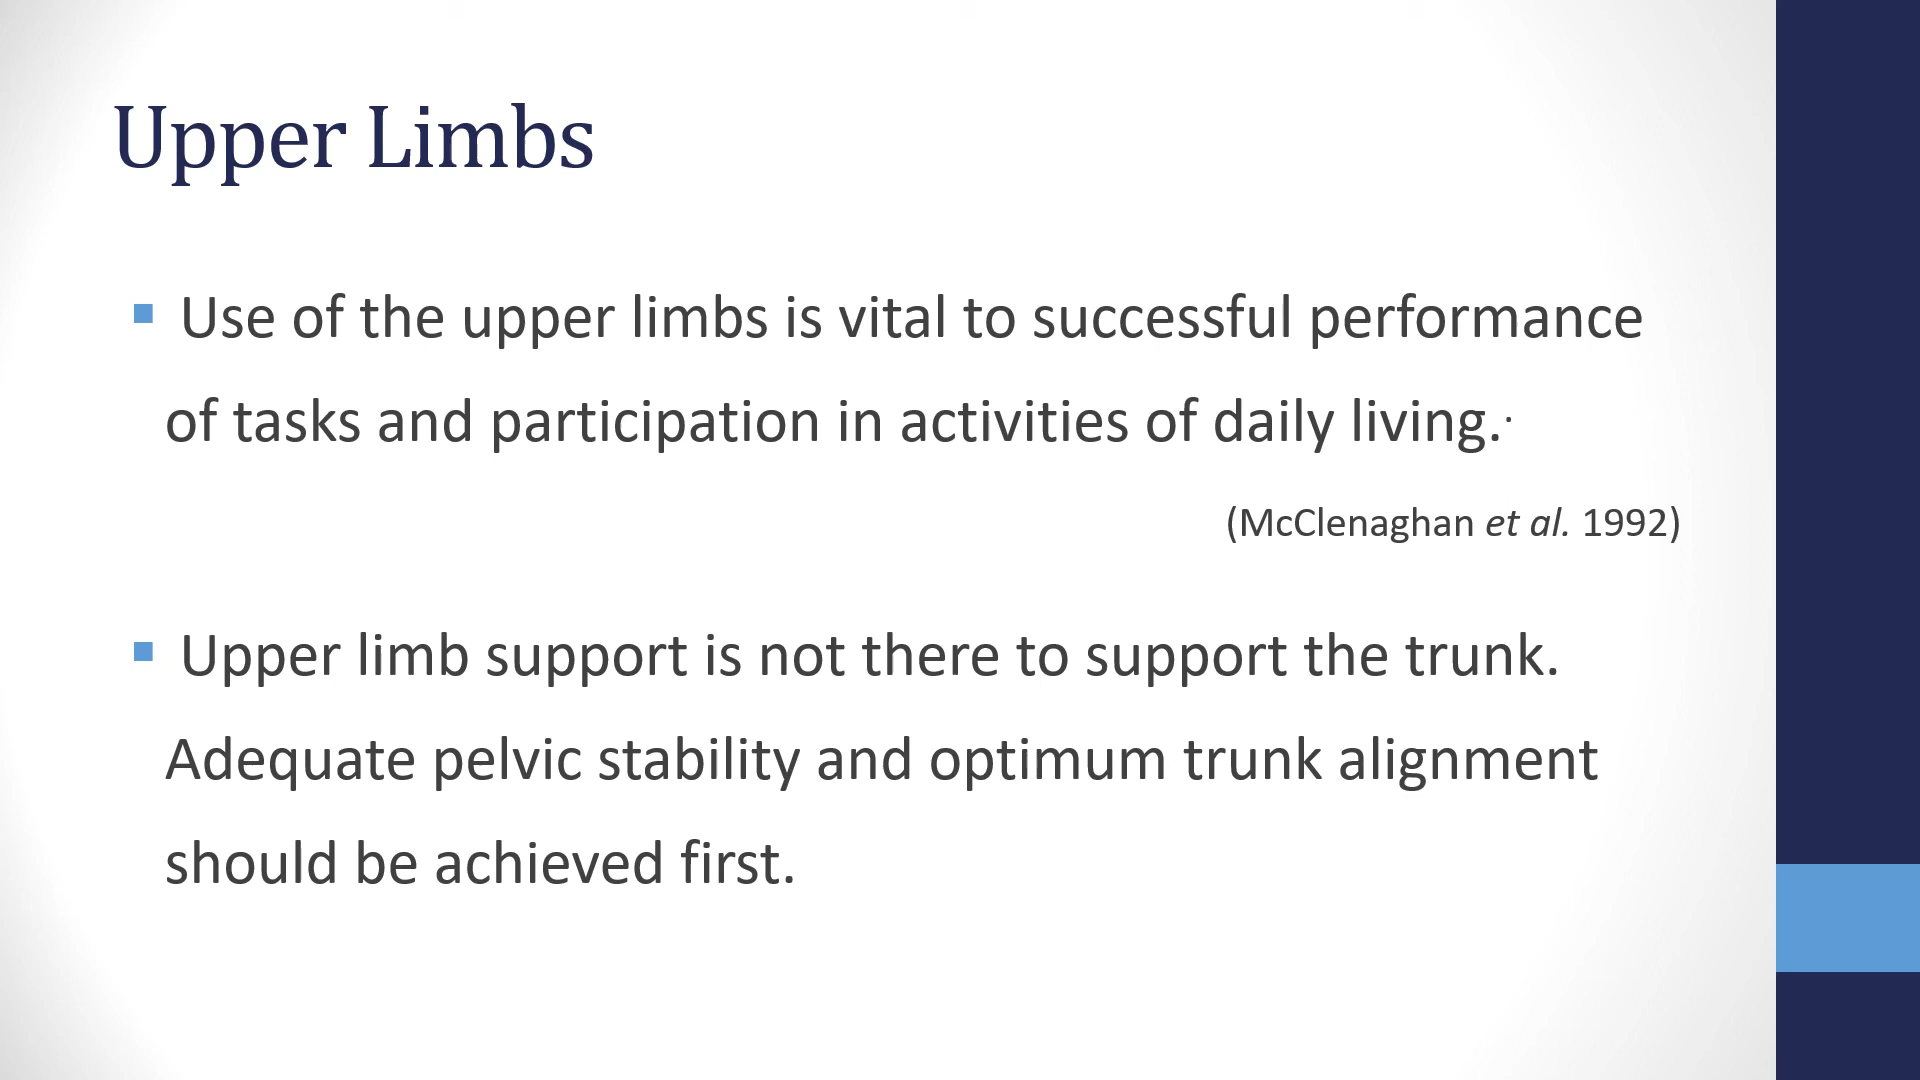 Upper Limbs
▪ Use of the upper limbs is vital to successful performance
of tasks and participation in activities of daily living..
(McClenaghan et al. 1992)
▪ Upper limb support is not there to support the trunk.
Adequate pelvic stability and optimum trunk alignment
should be achieved first.